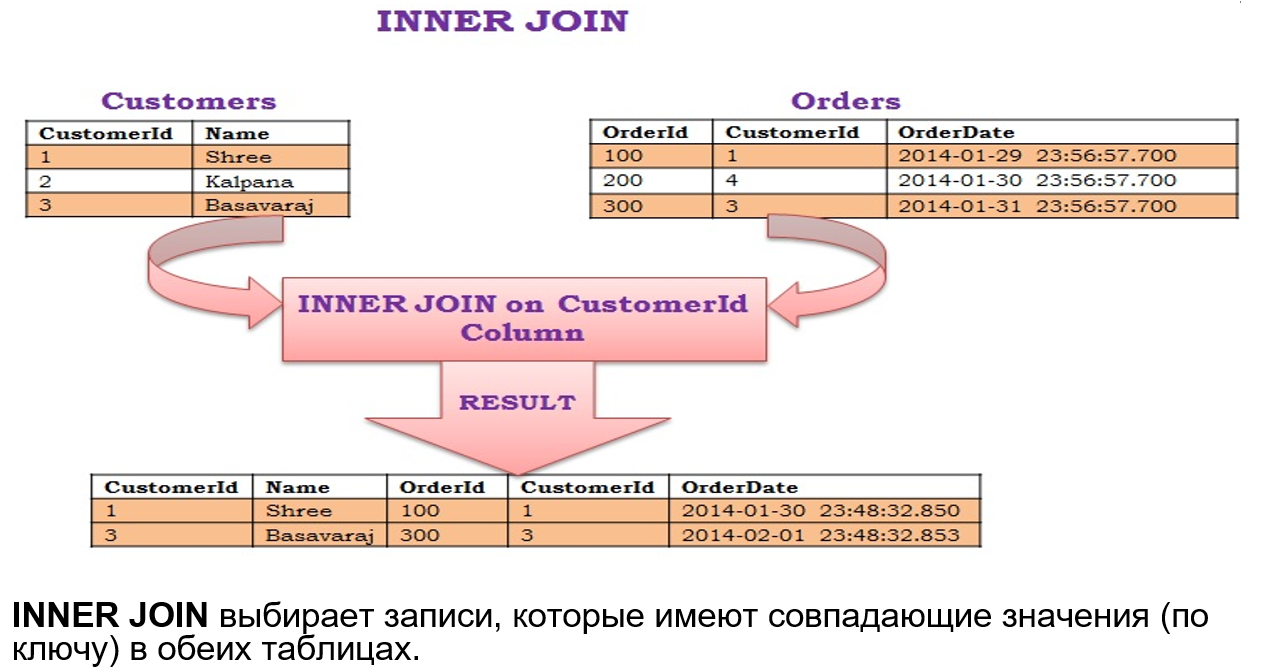 INNER JOIN
Customers
CustomerId Name
1 Shree
2 Kalpana
3 Basavaraj
Orders
OrderId CustomerId OrderDate
100 1 2014-01-29 23:56:57.700
200 4 2014-01-30 23:56:57.700
300 3 2014-01-31 23:56:57.700
INNER JOIN on CustomerId
Column
RESULT
CustomerId Name OrderId CustomerId OrderDate
1 Shree 100 1 2014-01-30 23:48:32.850
3 Basavaraj 300 3 2014-02-01 23:48:32.853
INNER JOIN выбирает записи, которые имеют совпадающие значения (по
ключу) в обеих таблицах.